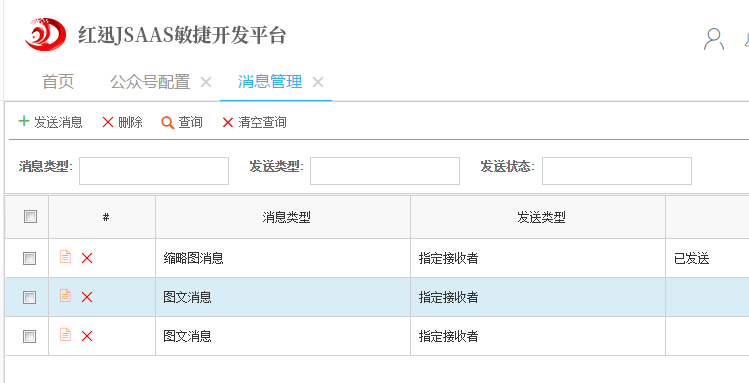 红迅JSAAS敏捷开发平台
首页 公众号配置 消息管理
发送消息 删除 查询 清空查询
消息类型: 发送类型: 发送状态:
# 消息类型 发送类型
缩略图消息 指定接收者 已发送
图文消息 指定接收者
图文消息 指定接收者